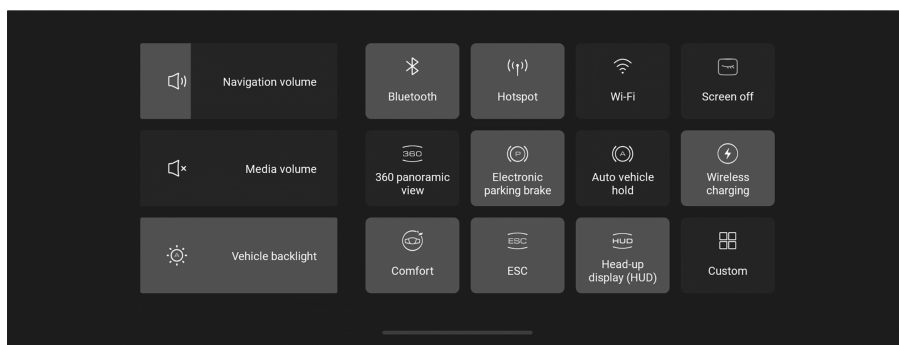 Navigation volume
Bluetooth
Hotspot
Wi-Fi
Screen off
Media volume
360
360 panoramic
view
P
Electronic
parking brake
A
Auto vehicle
hold
Wireless
charging
A
Vehicle backlight
Comfort
ESC
ESC
HUD
Head-up
display (HUD)
Custom